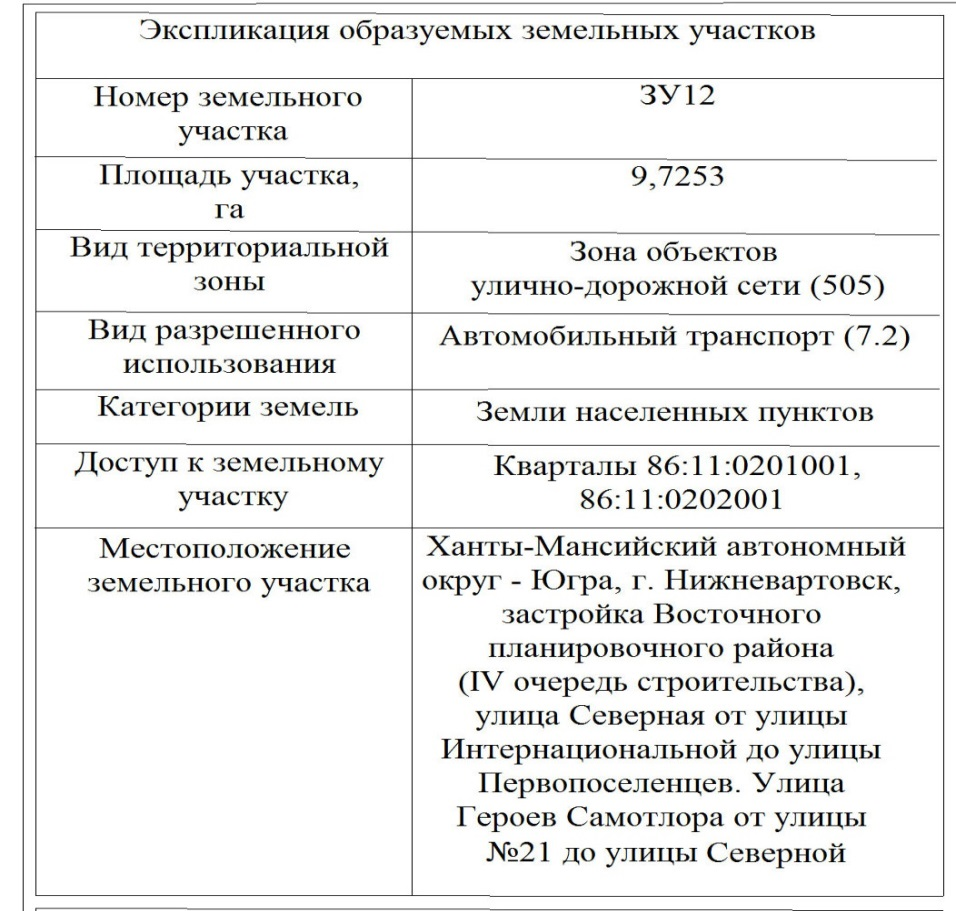 Экспликация образуемых земельных участков
Номер земельного
участка
ЗУ12
Площадь участка,
га
9,7253
Вид территориальной
зоны
Зона объектов
улично-дорожной сети (505)
Вид разрешенного
использования
Автомобильный транспорт (7.2)
Категории земель
Земли населенных пунктов
Доступ к земельному
участку
Кварталы 86:11:0201001,
86:11:0202001
Местоположение
земельного участка
Ханты-Мансийский автономный
округ - Югра, г. Нижневартовск,
застройка Восточного
планировочного района
(IV очередь строительства),
улица Северная от улицы
Интернациональной до улицы
Первопоселенцев. Улица
Героев Самотлора от улицы
№21 до улицы Северной